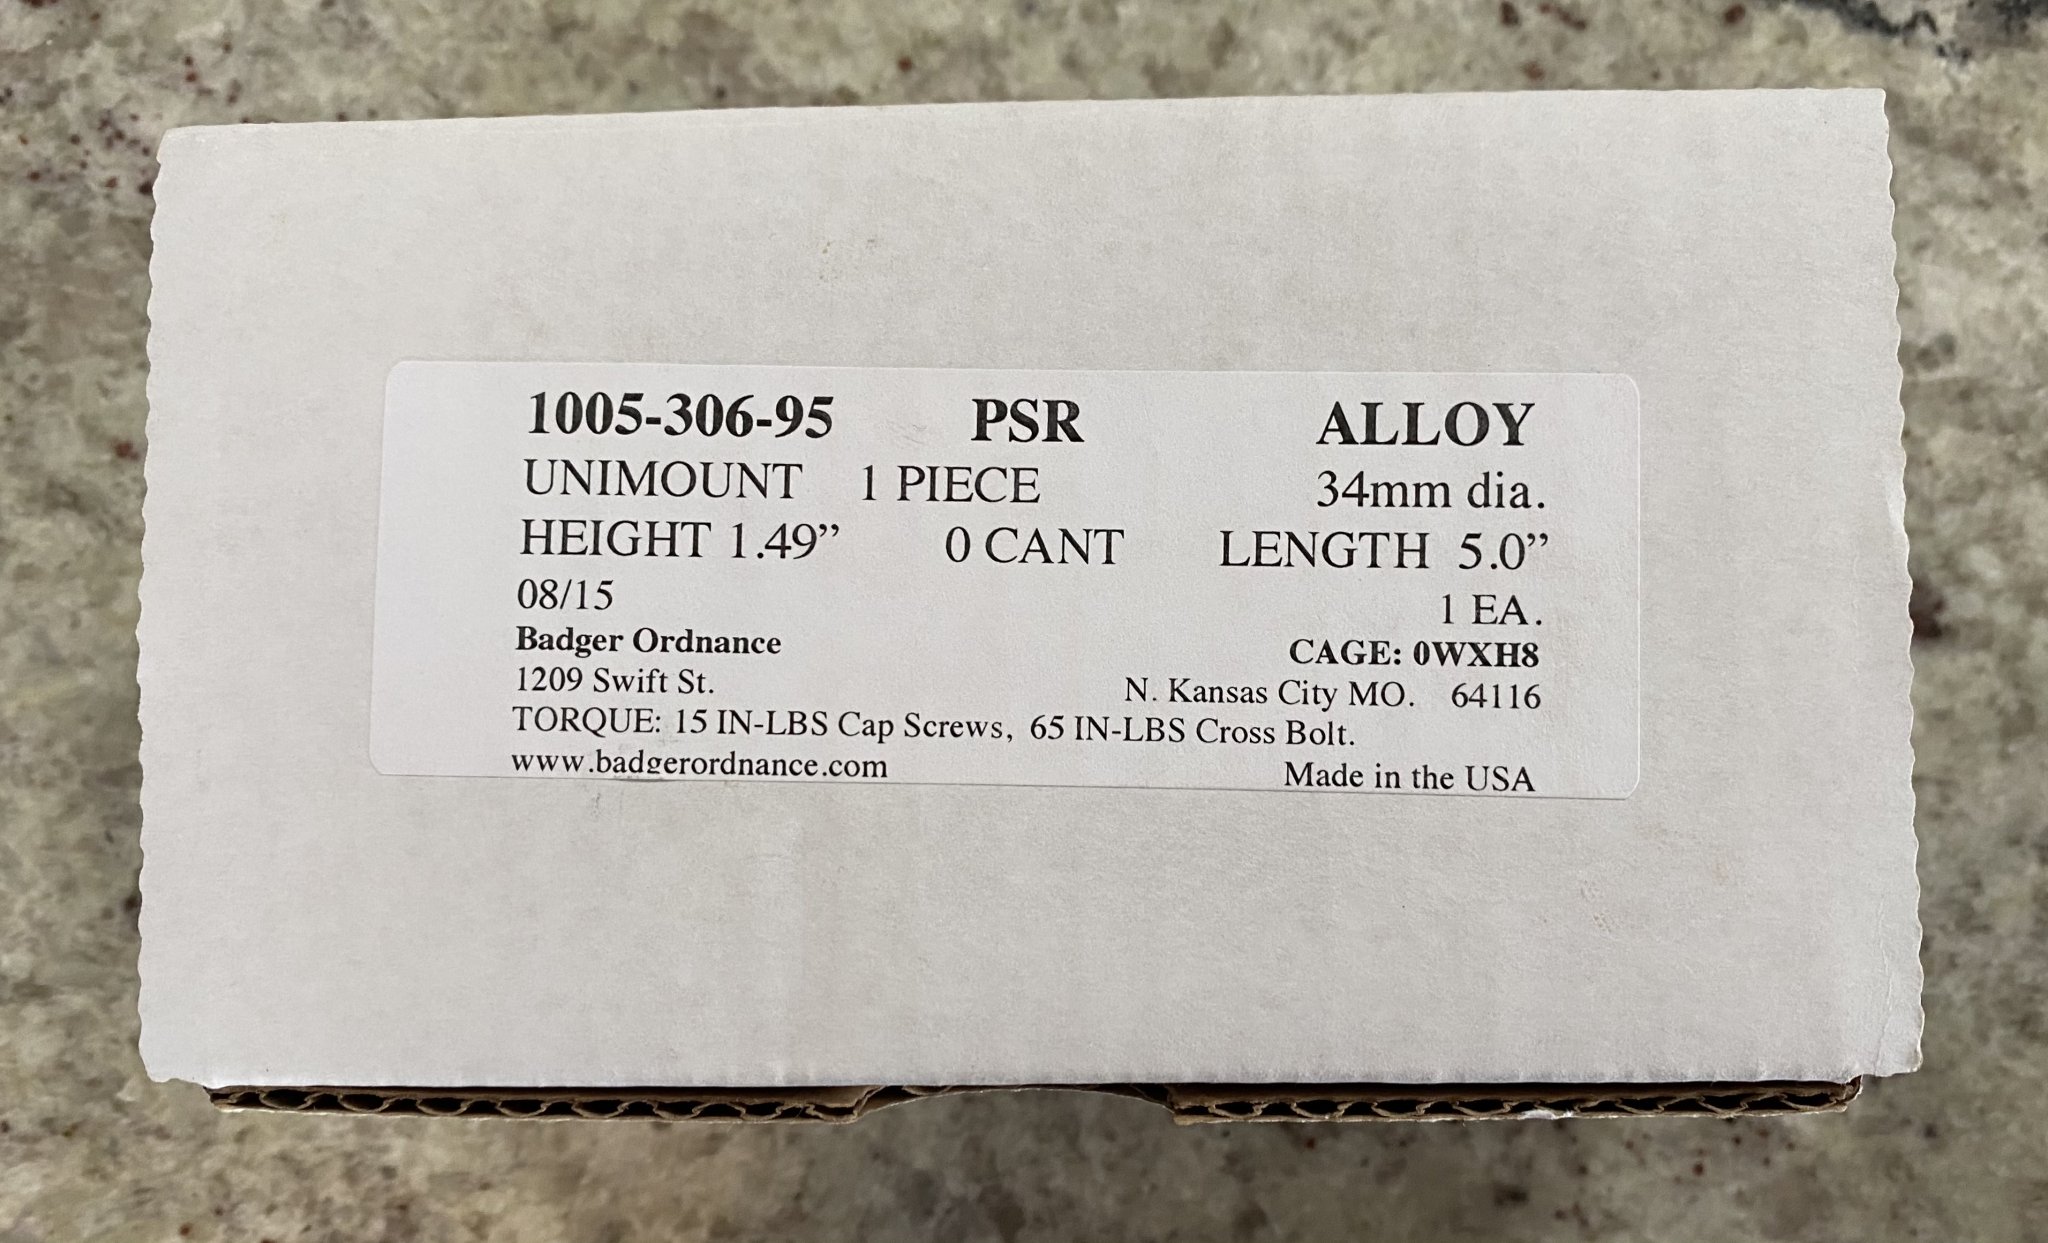 1005-306-95 PSR ALLOY
UNIMOUNT 1 PIECE 34mm dia.
HEIGHT 1.49” 0 CANT LENGTH 5.0”
08/15 1 EA.
Badger Ordnance CAGE: 0WXH8
1209 Swift St. N. Kansas City MO. 64116
TORQUE: 15 IN-LBS Cap Screws, 65 IN-LBS Cross Bolt.
www.badgerordnance.com Made in the USA